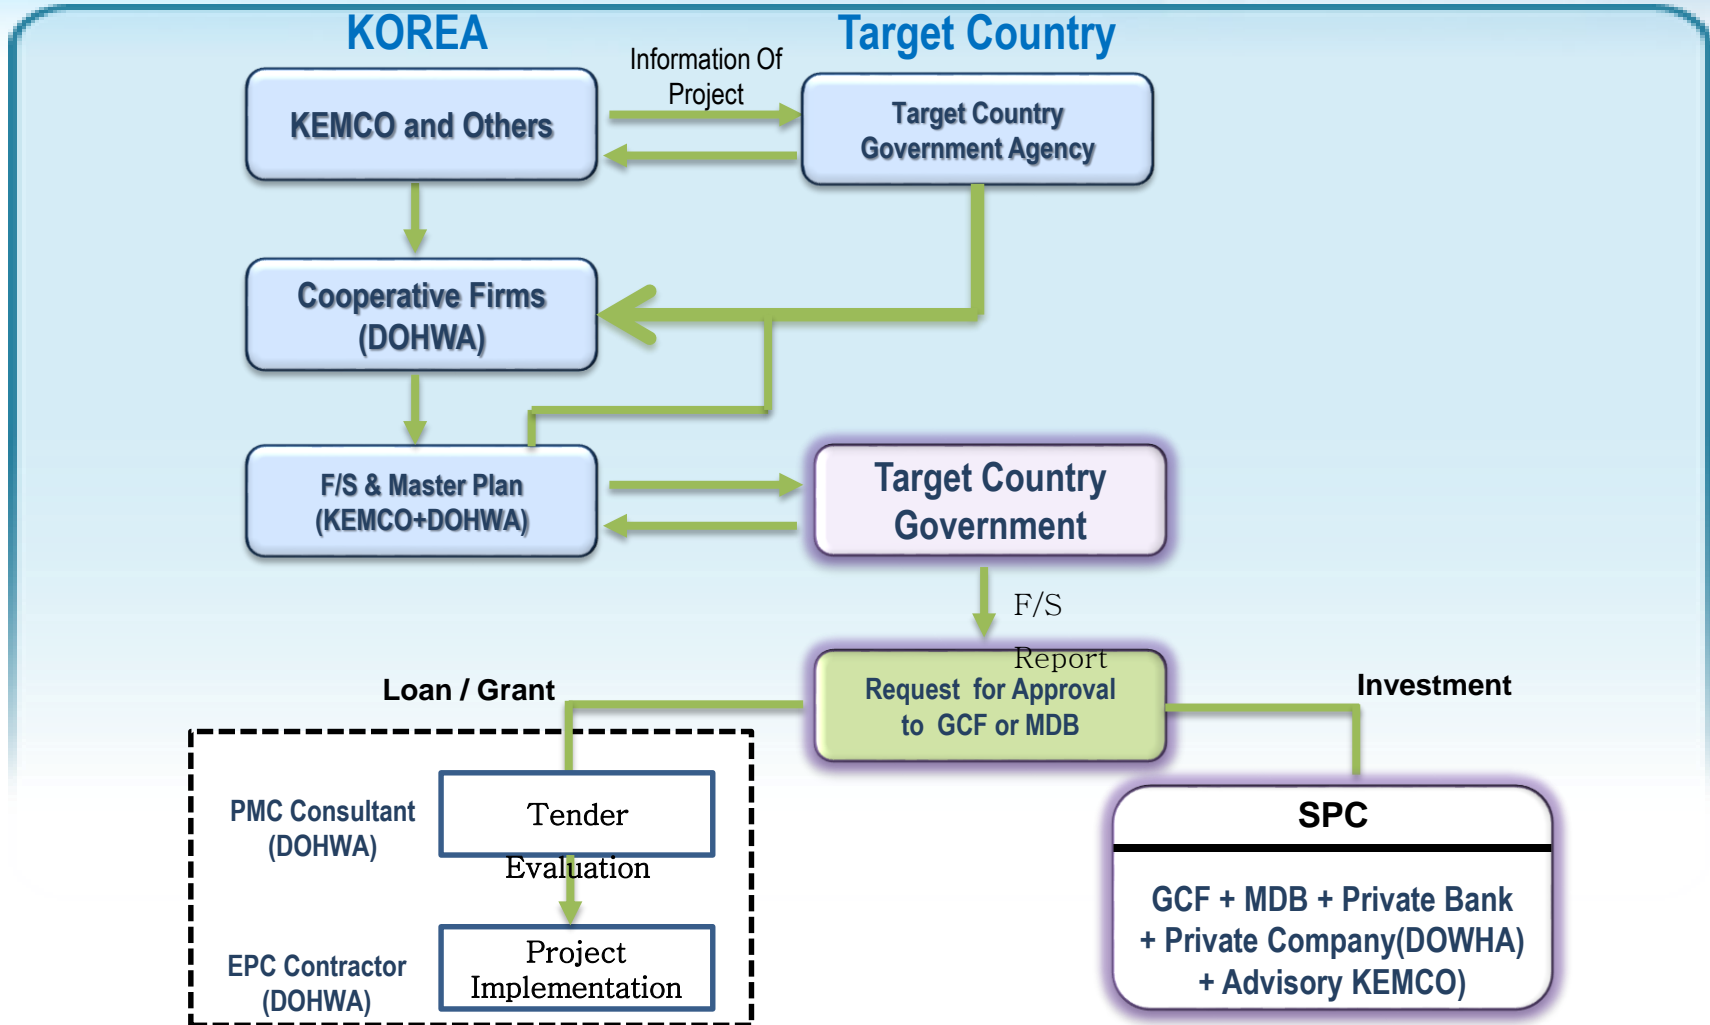 KOREA
Target Country
Information Of
Project
KEMCO and Others
Target Country
Government Agency
Cooperative Firms
(DOHWA)
F/S & Master Plan
(KEMCO+DOHWA)
Target Country
Government
F/S
Report
Request for Approval
to GCF or MDB
Loan / Grant
Investment
PMC Consultant
(DOHWA)
Tender
Evaluation
EPC Contractor
(DOHWA)
Project
Implementation
SPC
GCF + MDB + Private Bank
+ Private Company(DOWHA)
+ Advisory KEMCO)